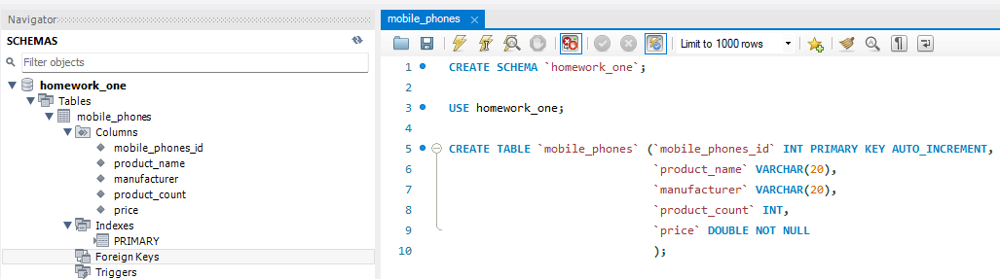 Navigator
SCHEMAS
Filter objects
homework_one
Tables
mobile_phones
Columns
mobile_phones_id
product_name
manufacturer
product_count
price
Indexes
PRIMARY
Foreign Keys
Triggers
mobile_phones
Limit to 1000 rows
1 CREATE SCHEMA `homework_one`;
2
3 USE homework_one;
4
5 CREATE TABLE `mobile_phones` (`mobile_phones_id` INT PRIMARY KEY AUTO_INCREMENT,
6 `product_name` VARCHAR(20),
7 `manufacturer` VARCHAR(20),
8 `product_count` INT,
9 `price` DOUBLE NOT NULL
10 );